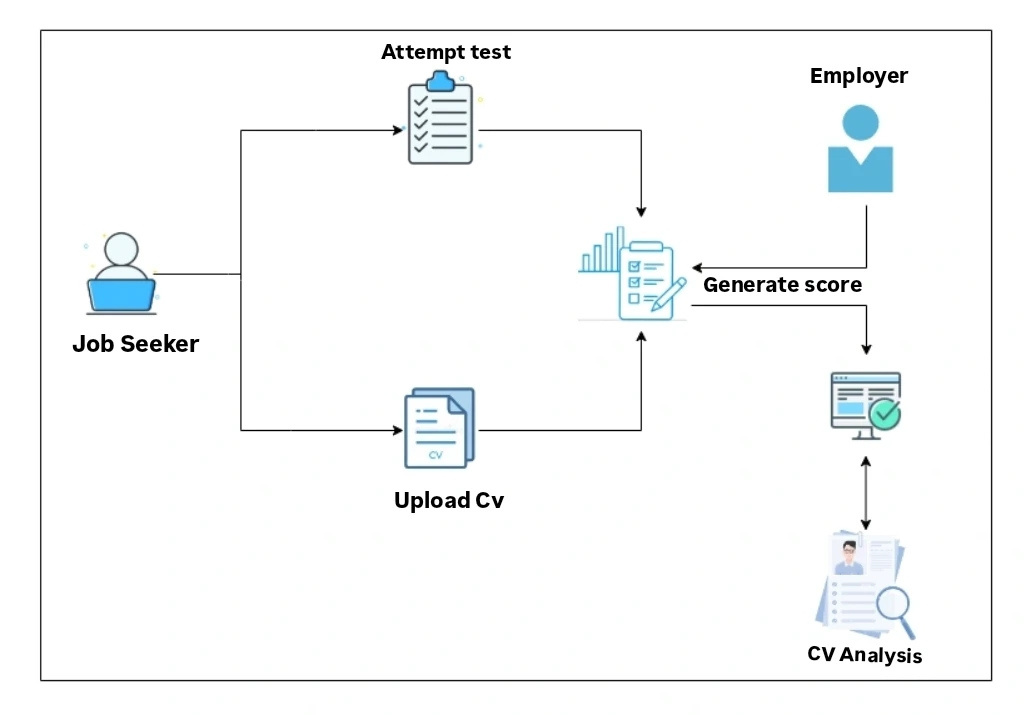 Attempt test
Employer
Generate score
Job Seeker
CV
Upload Cv
CV Analysis